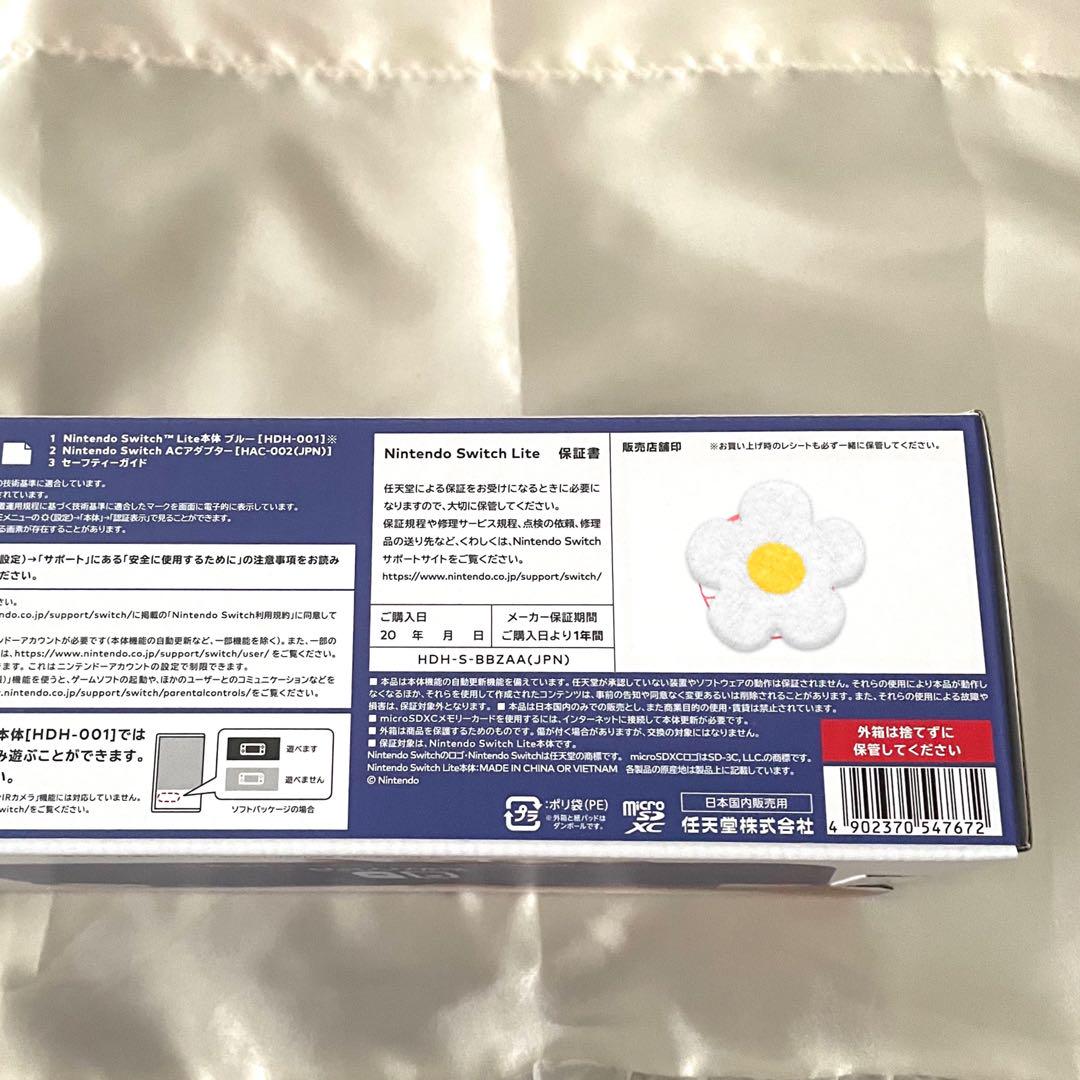 1 Nintendo Switch™ Lite本体 ブルー [HDH-001]※
2 Nintendo Switch ACアダプター [HAC-002(JPN)]
3 セーフティーガイド
の技術基準に適合しています。
されています。
置運用規程に基づく技術基準に適合したマークを画面に電子的に表示しています。
Eメニューの(設定)→「本体」→「認証表示」で見ることができます。
る画素が存在することがあります。
設定)→「サポート」にある「安全に使用するために」の注意事項をお読み
ださい。
さい。
ndo.co.jp/support/switch/に掲載の「Nintendo Switch利用規約」に同意して
ンドーアカウントが必要です(本体機能の自動更新など、一部機能を除く)。また、一部の
は、https://www.nintendo.co.jp/switch/user/ をご覧ください。
ます。これはニンテンドーアカウントの設定で制限できます。
)」機能を使うと、ゲームソフトの起動や、ほかのユーザーとのコミュニケーションなどを
w.nintendo.co.jp/support/switch/parentalcontrols/をご覧ください。
本体[HDH-001]では
み遊ぶことができます。
い。
IRカメラ」機能には対応していません。
switch/をご覧ください。
遊べます
遊べません
ソフトパッケージの場合
Nintendo Switch Lite 保証書
任天堂による保証をお受けになるときに必要に
なりますので、大切に保管してください。
保証規程や修理サービス規程、点検の依頼、修理
品の送り先など、くわしくは、Nintendo Switch
サポートサイトをご覧ください。
https://www.nintendo.co.jp/support/switch/
ご購入日
20 年 月 日
メーカー保証期間
ご購入日より1年間
HDH-S-BBZAA(JPN)
販売店舗印
※お買い上げ時のレシートも必ず一緒に保管してください。
■ 本品は本体機能の自動更新機能を備えています。任天堂が承認していない装置やソフトウェアの動作は保証されません。それらの使用により本品が動作し
なくなるほか、それらを使用して作成されたコンテンツは、事前の告知や同意なく変更あるいは削除されることがあります。また、それらの使用による故障や
損害は、保証対象外となります。 ■ 本品は日本国内のみでの販売とし、また商業目的の使用・賃貸は禁止されています。
■ microSDXCメモリーカードを使用するには、インターネットに接続して本体更新が必要です。
■ 外箱は商品を保護するためのものです。傷が付く場合がありますが、交換の対象にはなりません。
■ 保証対象は、Nintendo Switch Lite本体です。
Nintendo Switchのロゴ・Nintendo Switchは任天堂の商標です。 microSDXCロゴはSD-3C, LLCの商標です。
Nintendo Switch Lite本体: MADE IN CHINA OR VIETNAM 各製品の原産地は製品上に記載しています。
© Nintendo
外箱は捨てずに
保管してください
プラ
:ポリ袋(PE)
※外箱と紙パッドは
ダンボールです。
micro
SD
XC
日本国内販売用
任天堂株式会社
4 902370 547672